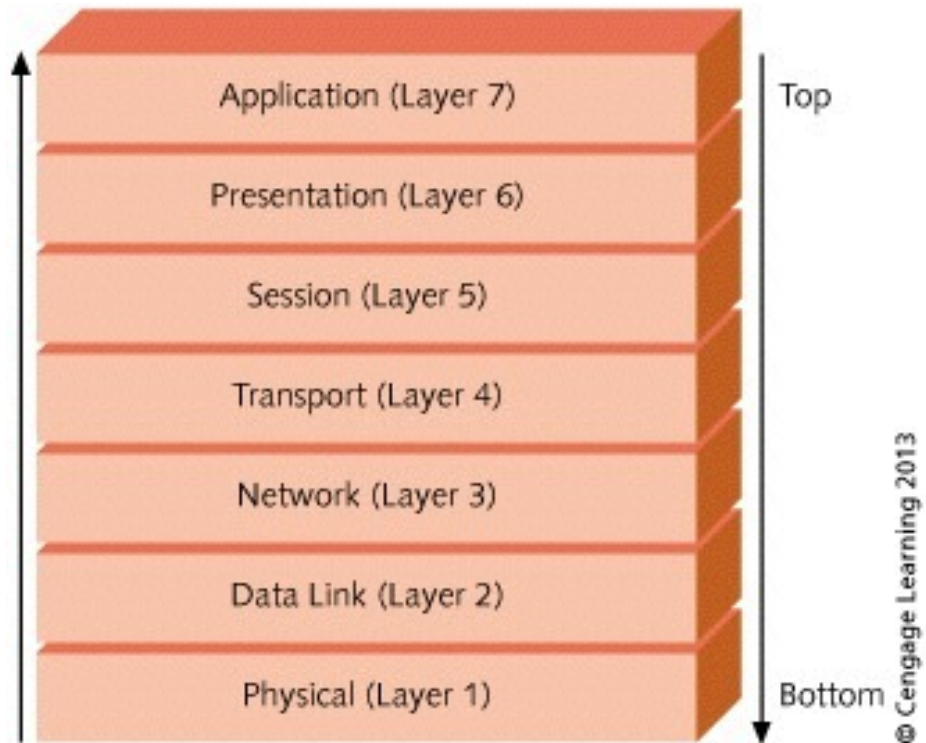 Application (Layer 7)
Top
Presentation (Layer 6)
Session (Layer 5)
Transport (Layer 4)
Network (Layer 3)
Data Link (Layer 2)
Physical (Layer 1)
Bottom
© Cengage Learning 2013